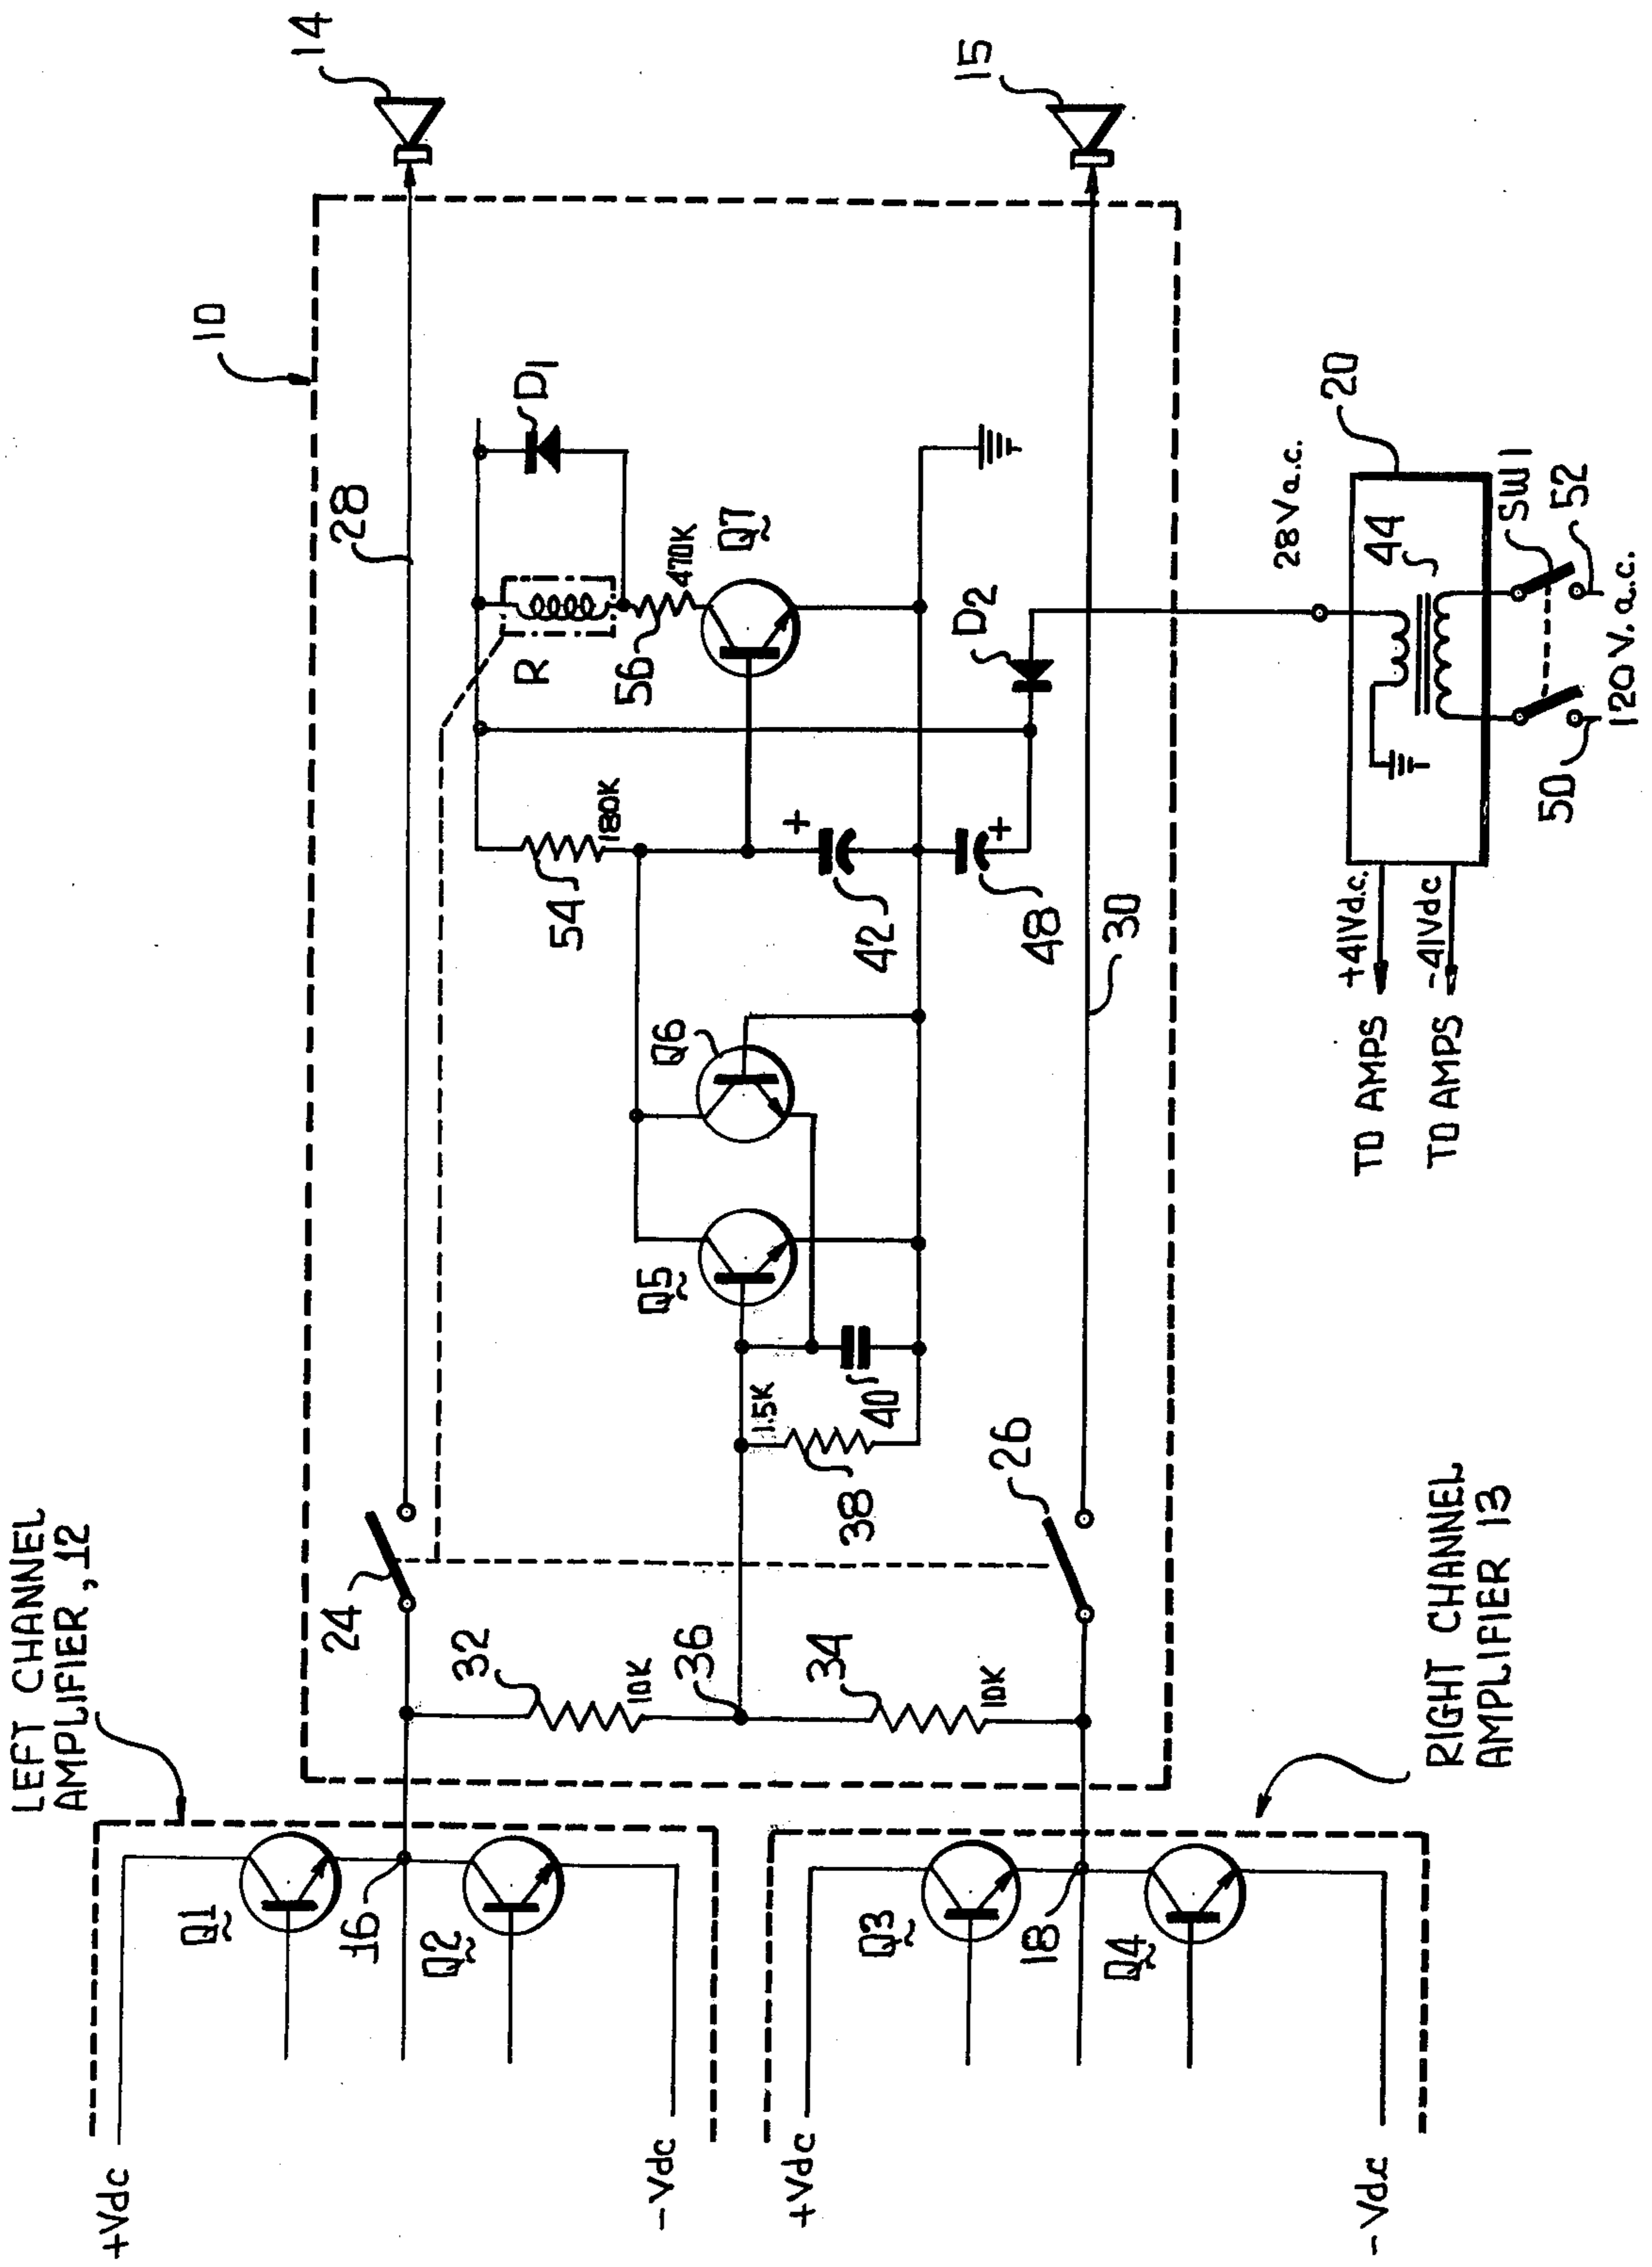 LEFT CHANNEL
AMPLIFIER, 12
+Vdc
Q1
16
Q2
-Vdc
+Vdc
Q3
18
Q4
-Vdc
RIGHT CHANNEL
AMPLIFIER 13
10
24
28
14
32
10K
36
34
10K
26
30
15
1.5K
38
40
Q5
Q6
54
180K
+
42
48
+
R
56
470K
Q7
D1
D2
28Va.c.
20
44
SW1
50
52
120V.a.c.
TO AMPS +41Vd.c.
TO AMPS -41Vdc